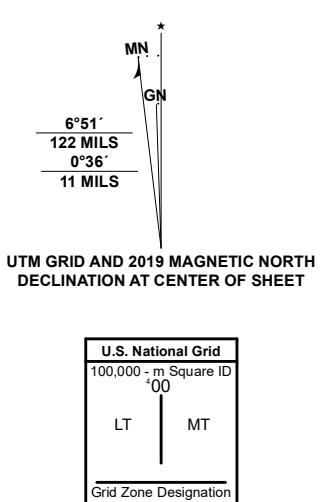 ★
MN
GN
6°51´
122 MILS
0°36´
11 MILS
UTM GRID AND 2019 MAGNETIC NORTH
DECLINATION AT CENTER OF SHEET
U.S. National Grid
100,000 - m Square ID
⁴00
LT MT
Grid Zone Designation